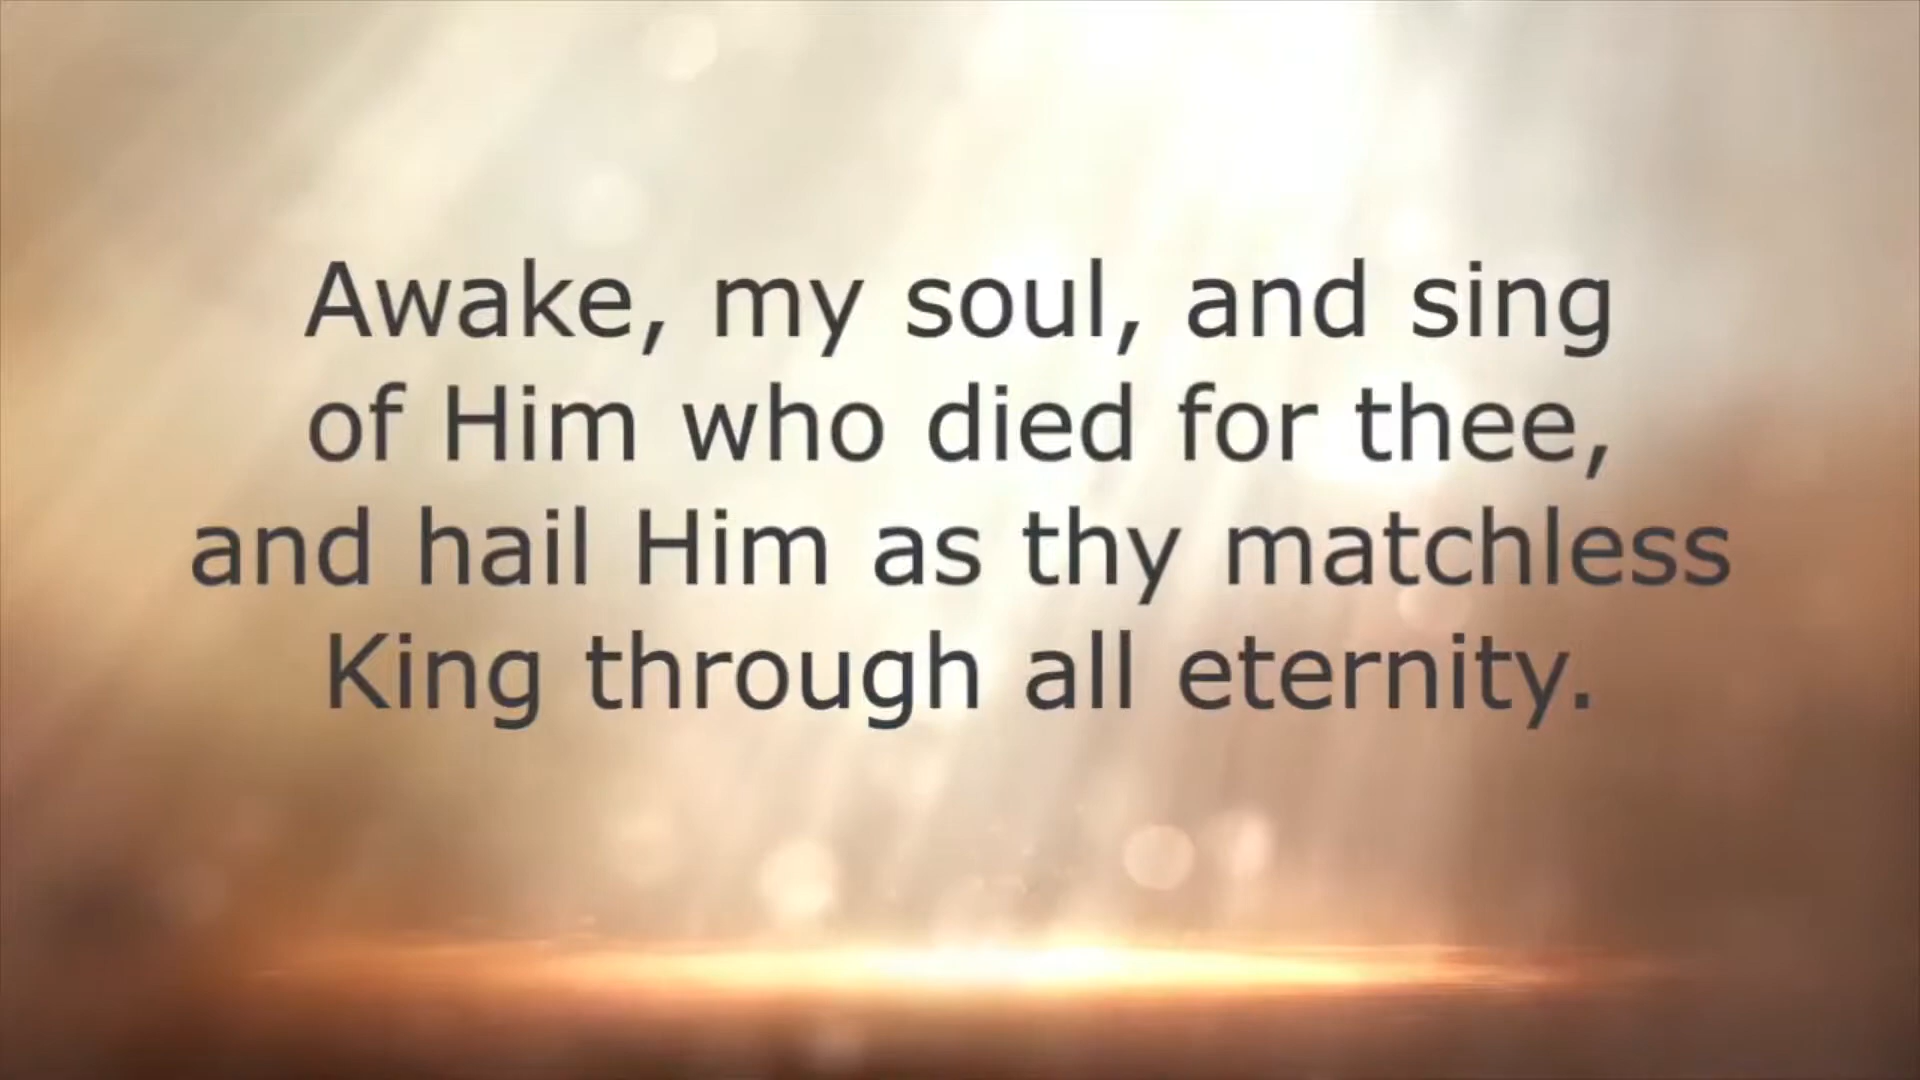 Awake, my soul, and sing
of Him who died for thee,
and hail Him as thy matchless
King through all eternity.